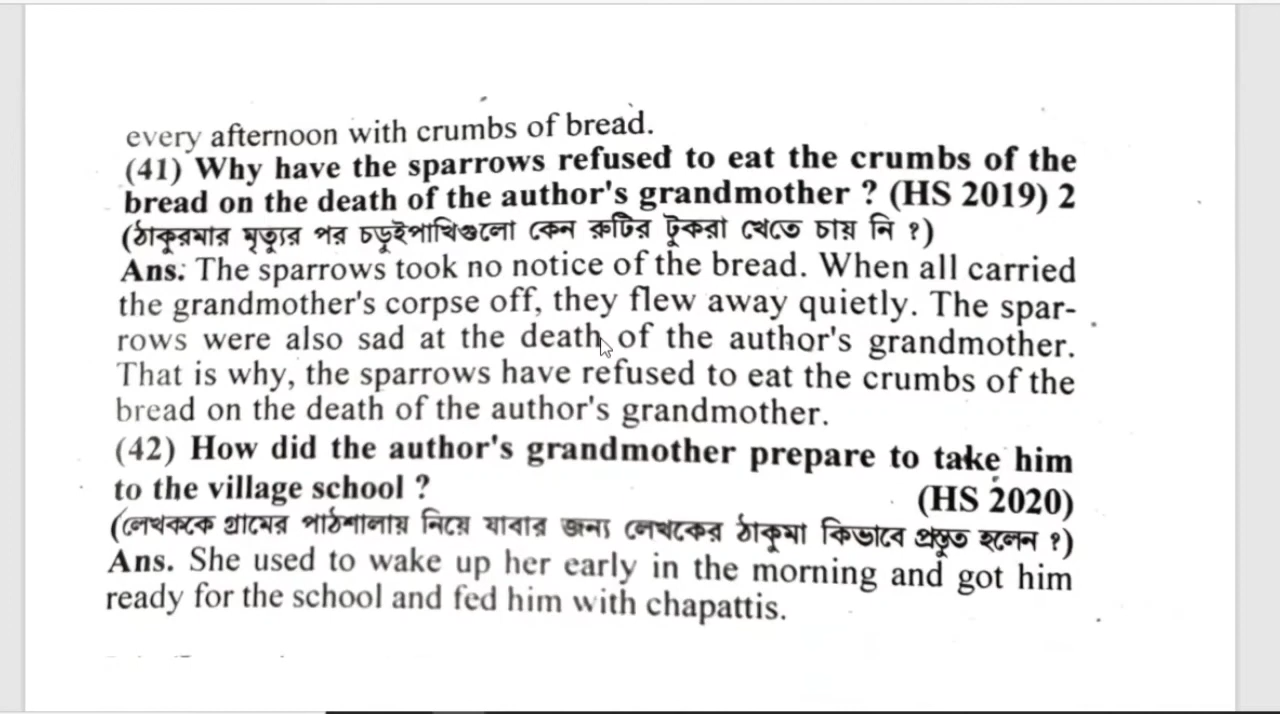 every afternoon with crumbs of bread.
(41) Why have the sparrows refused to eat the crumbs of the
bread on the death of the author's grandmother ? (HS 2019) 2
(ঠাকুরমার মৃত্যুর পর চড়ুইপাখিগুলো কেন রুটির টুকরা খেতে চায় নি ?)
Ans: The sparrows took no notice of the bread. When all carried
the grandmother's corpse off, they flew away quietly. The spar-
rows were also sad at the death of the author's grandmother.
That is why, the sparrows have refused to eat the crumbs of the
bread on the death of the author's grandmother.
(42) How did the author's grandmother prepare to take him
to the village school ? (HS 2020)
(লেখককে গ্রামের পাঠশালায় নিয়ে যাবার জন্য লেখকের ঠাকুমা কিভাবে প্রস্তুত হলেন ?)
Ans. She used to wake up her early in the morning and got him
ready for the school and fed him with chapattis.